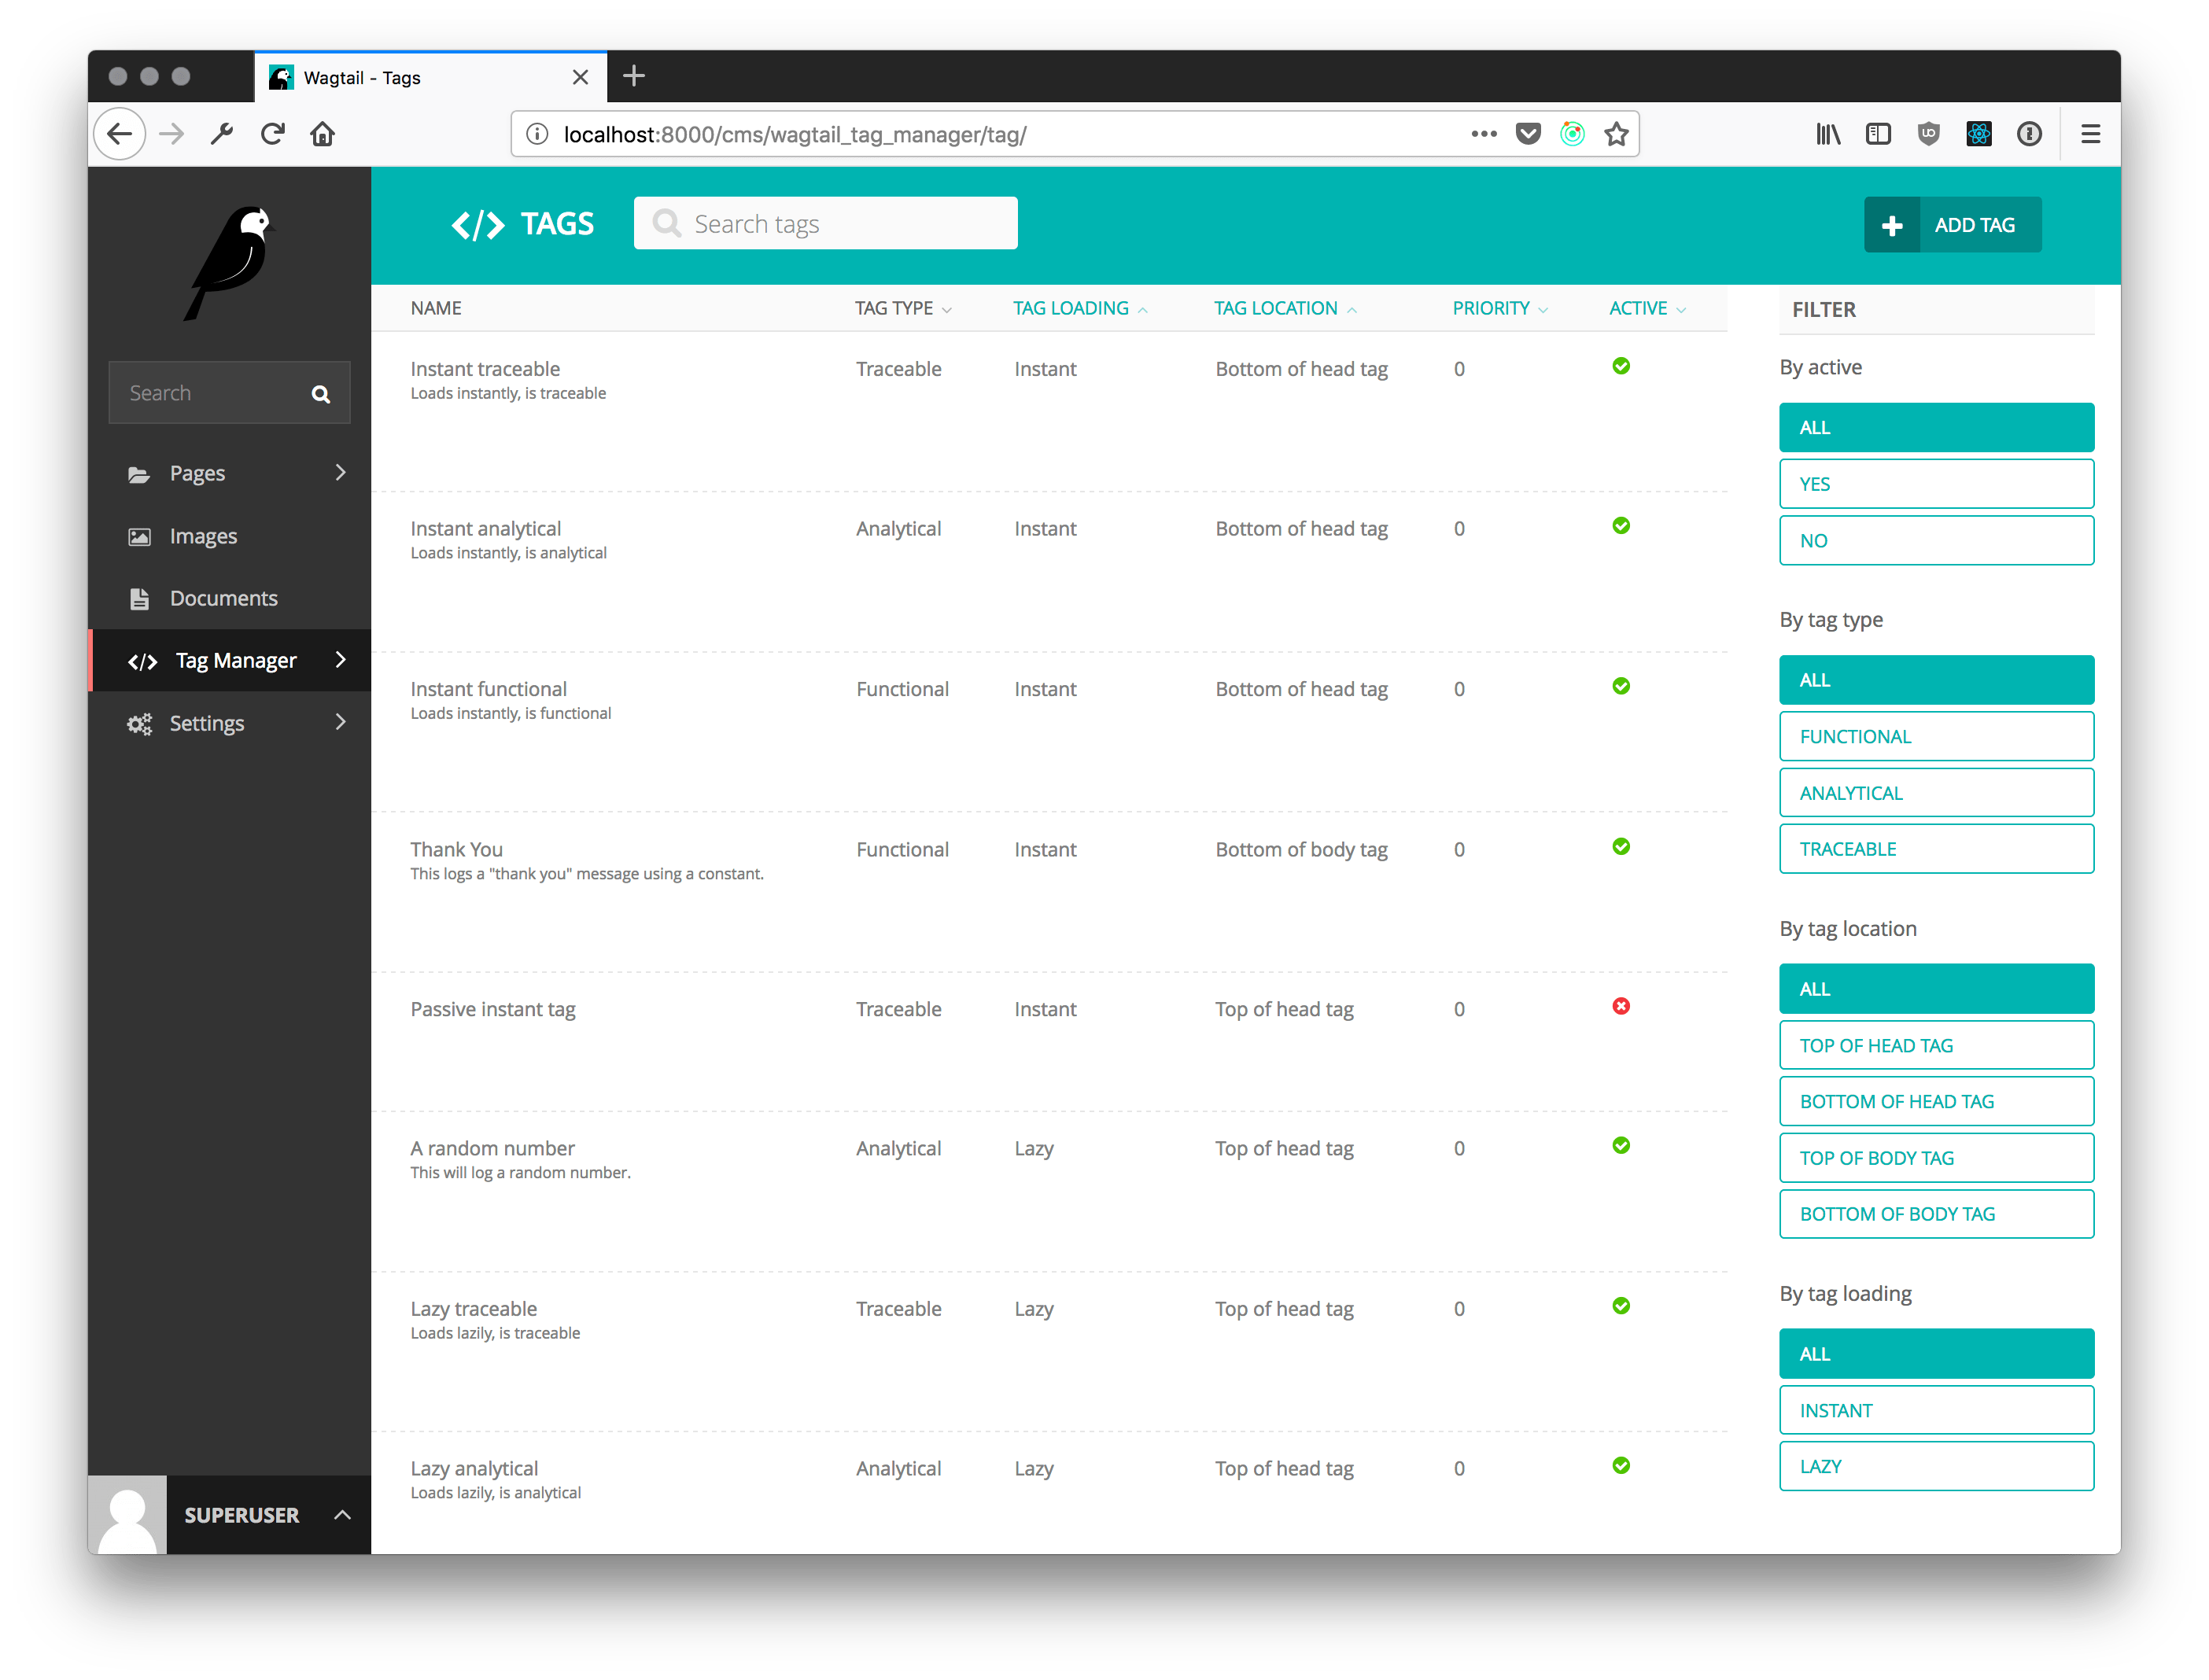 Wagtail - Tags
localhost:8000/cms/wagtail_tag_manager/tag/
Search
Pages
Images
Documents
Tag Manager
Settings
SUPERUSER
</> TAGS
Search tags
ADD TAG
NAME TAG TYPE TAG LOADING TAG LOCATION PRIORITY ACTIVE
Instant traceable Traceable Instant Bottom of head tag 0
Loads instantly, is traceable
Instant analytical Analytical Instant Bottom of head tag 0
Loads instantly, is analytical
Instant functional Functional Instant Bottom of head tag 0
Loads instantly, is functional
Thank You Functional Instant Bottom of body tag 0
This logs a "thank you" message using a constant.
Passive instant tag Traceable Instant Top of head tag 0
A random number Analytical Lazy Top of head tag 0
This will log a random number.
Lazy traceable Traceable Lazy Top of head tag 0
Loads lazily, is traceable
Lazy analytical Analytical Lazy Top of head tag 0
Loads lazily, is analytical
FILTER
By active
ALL
YES
NO
By tag type
ALL
FUNCTIONAL
ANALYTICAL
TRACEABLE
By tag location
ALL
TOP OF HEAD TAG
BOTTOM OF HEAD TAG
TOP OF BODY TAG
BOTTOM OF BODY TAG
By tag loading
ALL
INSTANT
LAZY